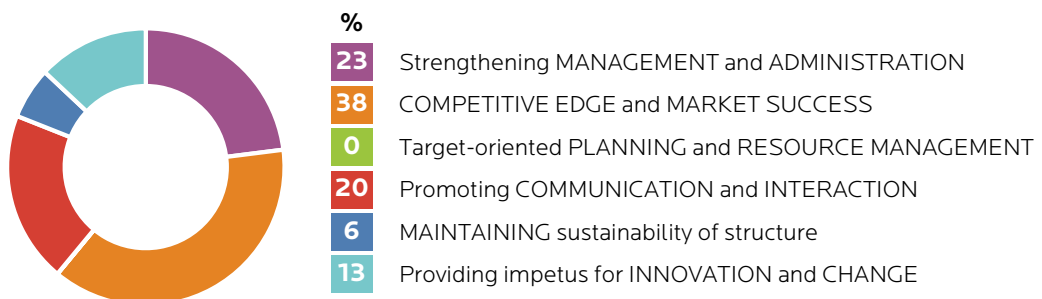 %
23 Strengthening MANAGEMENT and ADMINISTRATION
38 COMPETITIVE EDGE and MARKET SUCCESS
0 Target-oriented PLANNING and RESOURCE MANAGEMENT
20 Promoting COMMUNICATION and INTERACTION
6 MAINTAINING sustainability of structure
13 Providing impetus for INNOVATION and CHANGE